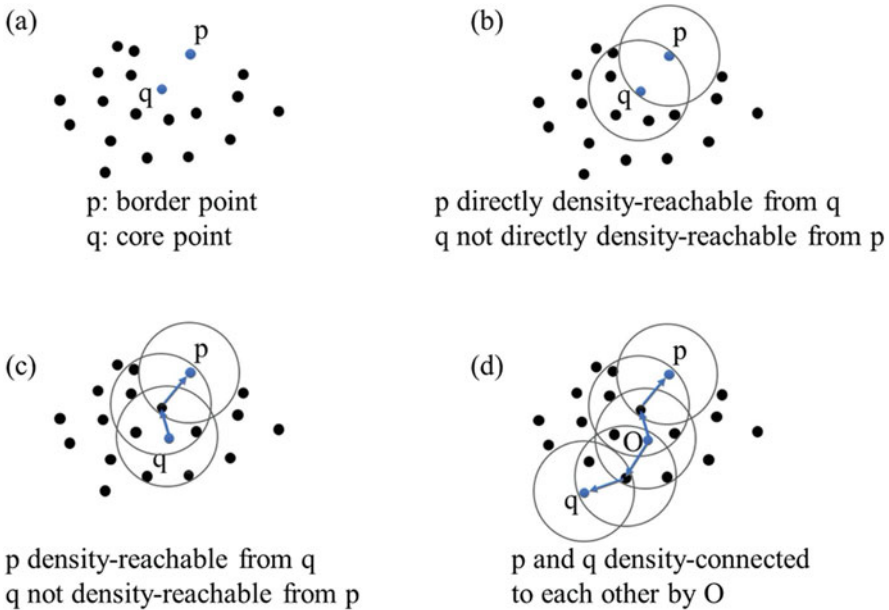 (a)
p
q
p: border point
q: core point
(b)
p
q
p directly density-reachable from q
q not directly density-reachable from p
(c)
p
q
p density-reachable from q
q not density-reachable from p
(d)
p
O
q
p and q density-connected
to each other by O